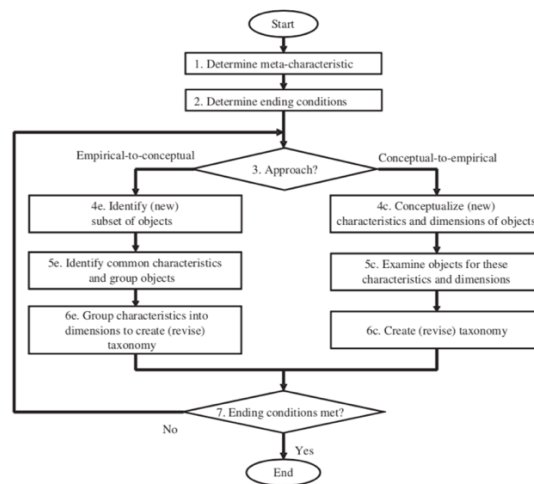 Start
1. Determine meta-characteristic
2. Determine ending conditions
Empirical-to-conceptual
Conceptual-to-empirical
3. Approach?
4e. Identify (new)
subset of objects
4c. Conceptualize (new)
characteristics and dimensions of objects
5e. Identify common characteristics
and group objects
5c. Examine objects for these
characteristics and dimensions
6e. Group characteristics into
dimensions to create (revise)
taxonomy
6c. Create (revise) taxonomy
7. Ending conditions met?
No
Yes
End